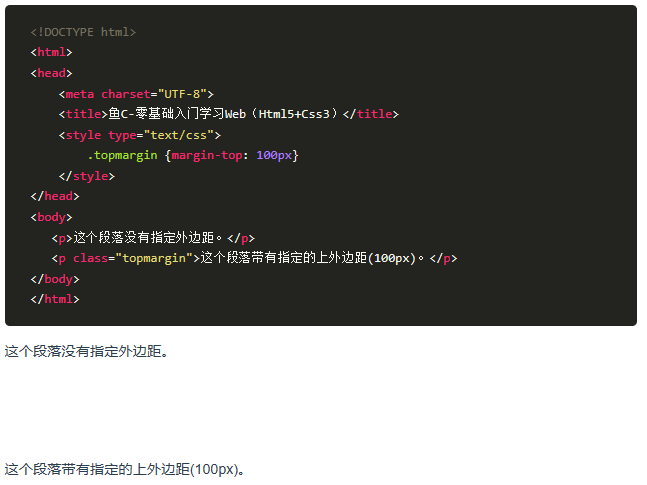 <!DOCTYPE html>
<html>
<head>
    <meta charset="UTF-8">
    <title>鱼C-零基础入门学习Web（Html5+Css3）</title>
    <style type="text/css">
        .topmargin {margin-top: 100px}
    </style>
</head>
<body>
   <p>这个段落没有指定外边距。</p>
   <p class="topmargin">这个段落带有指定的上外边距(100px)。</p>
</body>
</html>
这个段落没有指定外边距。
这个段落带有指定的上外边距(100px)。